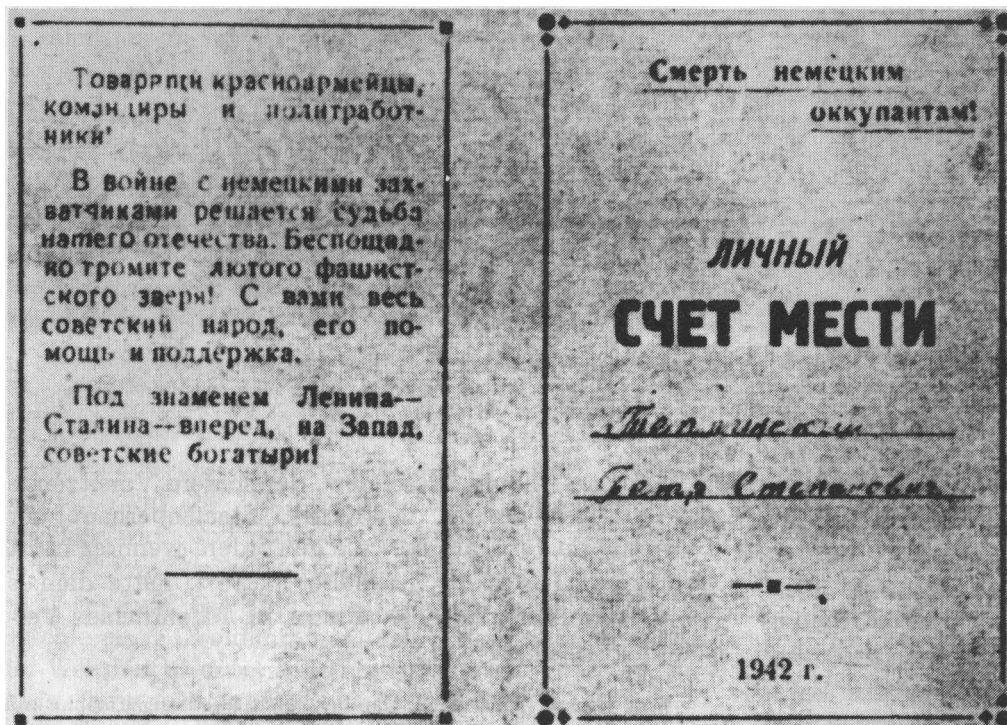 Товарищи красноармейцы,
командиры и политработ-
ники!
В войне с немецкими зах-
ватчиками решается судьба
нашего отечества. Беспощад-
но громите лютого фашист-
ского зверя! С вами весь
советский народ, его по-
мощь и поддержка.
Под знаменем Ленина—
Сталина—вперед, на Запад,
советские богатыри!
Смерть немецким
оккупантам!
ЛИЧНЫЙ
СЧЕТ МЕСТИ
Степанович
1942 г.